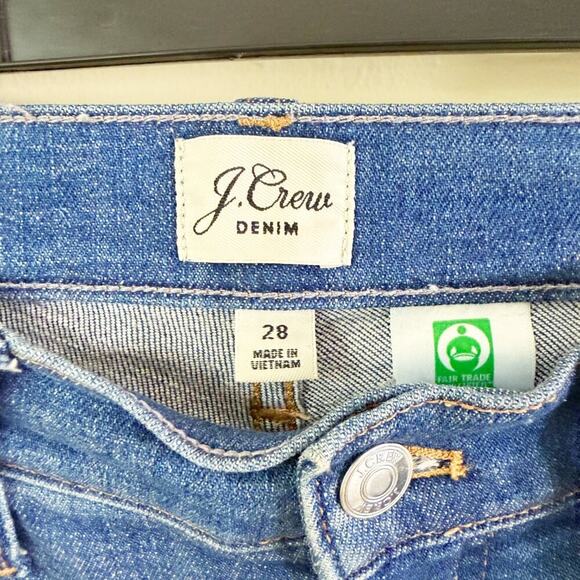 J.Crew
DENIM
28
MADE IN
VIETNAM
FAIR TRADE
J.CREW